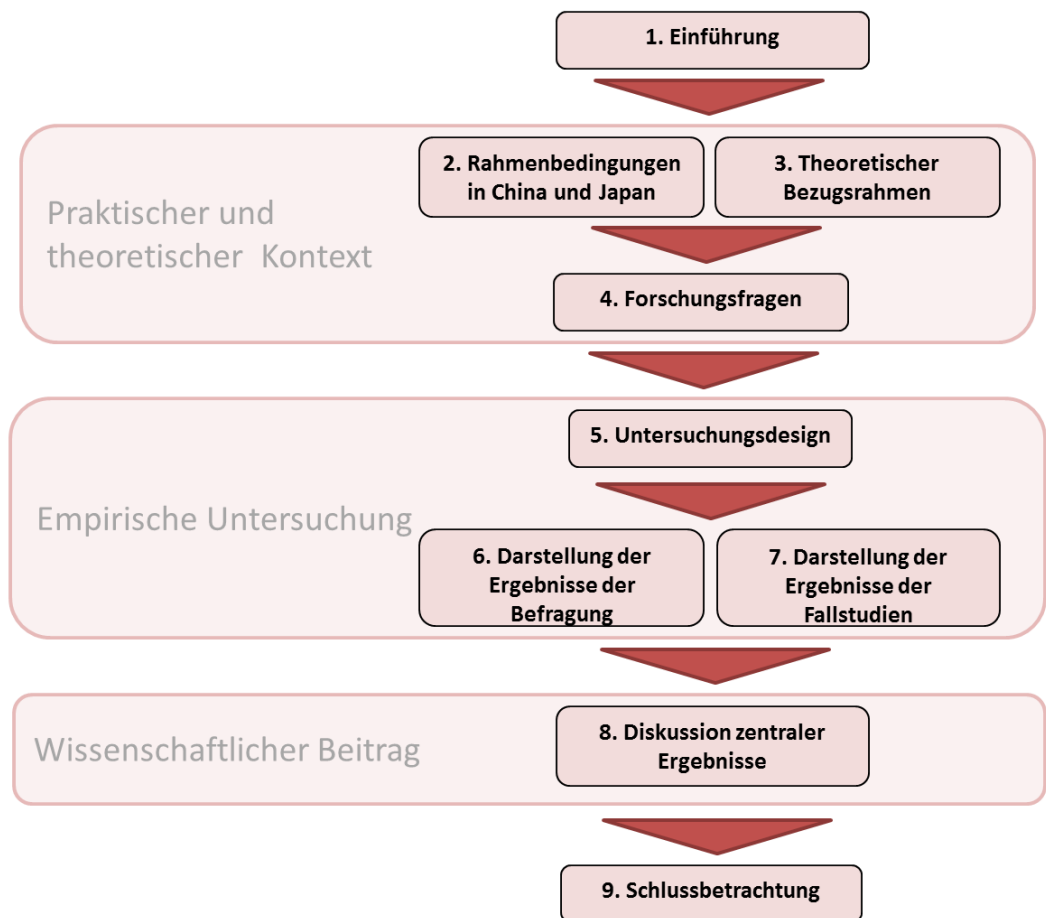 1. Einführung
Praktischer und
theoretischer Kontext
2. Rahmenbedingungen
in China und Japan
3. Theoretischer
Bezugsrahmen
4. Forschungsfragen
Empirische Untersuchung
5. Untersuchungsdesign
6. Darstellung der
Ergebnisse der
Befragung
7. Darstellung der
Ergebnisse der
Fallstudien
Wissenschaftlicher Beitrag
8. Diskussion zentraler
Ergebnisse
9. Schlussbetrachtung